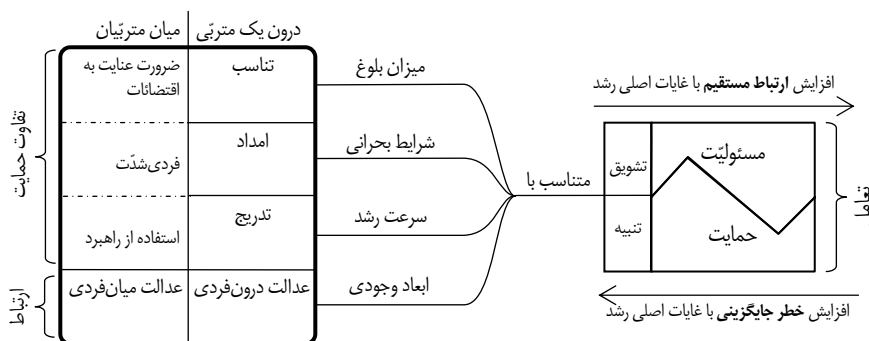 افزایش ارتباط مستقیم با غایات اصلی رشد
تعامل
مسئولیّت
حمایت
تشویق
تنبیه
افزایش خطر جایگزینی با غایات اصلی رشد
متناسب با
میزان بلوغ
شرایط بحرانی
سرعت رشد
ابعاد وجودی
درون یک متربّی
میان متربّیان
تناسب
ضرورت عنایت به
اقتضائات
امداد
فردی‌شدّت
تدریج
استفاده از راهبرد
عدالت درون‌فردی
عدالت میان‌فردی
تفاوت حمایت
ارتباط